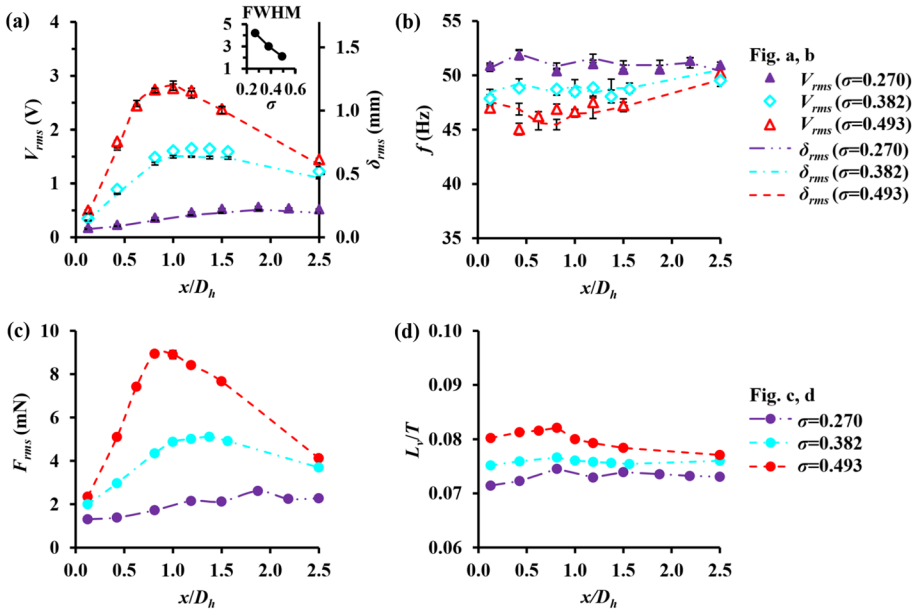 (a)
FWHM
5
4
3
2
1
0.2 0.4 0.6
σ
4
3
2
1
0
V_rms (V)
1.5
1.0
0.5
0.0
δ_rms (mm)
0.0 0.5 1.0 1.5 2.0 2.5
x/D_h
(b)
60
55
50
45
40
35
f (Hz)
0.0 0.5 1.0 1.5 2.0 2.5
x/D_h
Fig. a, b
V_rms (σ=0.270)
V_rms (σ=0.382)
V_rms (σ=0.493)
δ_rms (σ=0.270)
δ_rms (σ=0.382)
δ_rms (σ=0.493)
(c)
10
8
6
4
2
0
F_rms (mN)
0.0 0.5 1.0 1.5 2.0 2.5
x/D_h
(d)
0.10
0.09
0.08
0.07
0.06
L_v/T
0.0 0.5 1.0 1.5 2.0 2.5
x/D_h
Fig. c, d
σ=0.270
σ=0.382
σ=0.493